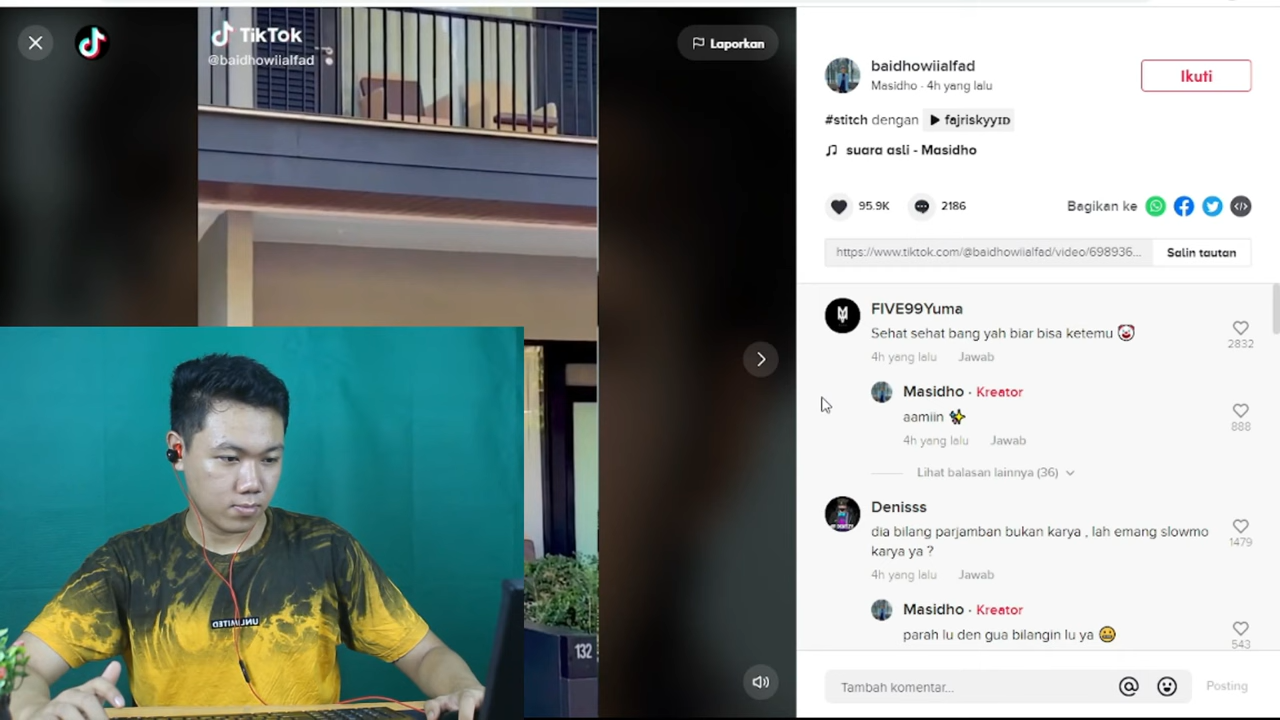 TikTok
@baidhowiialfad
Laporkan
132
UNLIMITED
baidhowiialfad
Masidho · 4h yang lalu
Ikuti
#stitch dengan ▶ fajriskyyɪᴅ
suara asli - Masidho
95.9K
2186
Bagikan ke
https://www.tiktok.com/@baidhowiialfad/video/698936...
Salin tautan
FIVE99Yuma
Sehat sehat bang yah biar bisa ketemu 🤡
2832
4h yang lalu Jawab
Masidho · Kreator
aamiin ✨
888
4h yang lalu Jawab
Lihat balasan lainnya (36)
Denisss
dia bilang parjamban bukan karya , lah emang slowmo
karya ya ?
1479
4h yang lalu Jawab
Masidho · Kreator
parah lu den gua bilangin lu ya 😀
543
Tambah komentar...
Posting